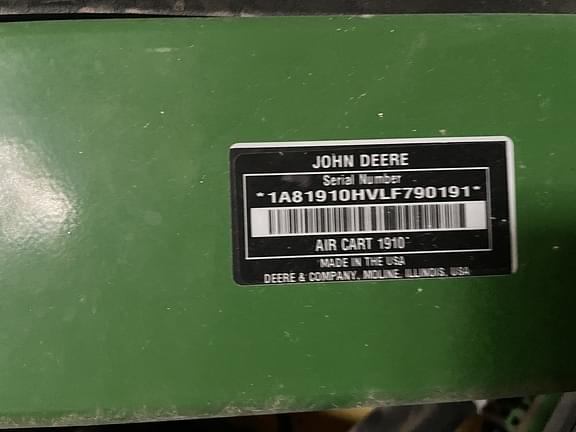 JOHN DEERE
Serial Number
*1A81910HVLF790191*
AIR CART 1910
MADE IN THE USA
DEERE & COMPANY, MOLINE, ILLINOIS, USA